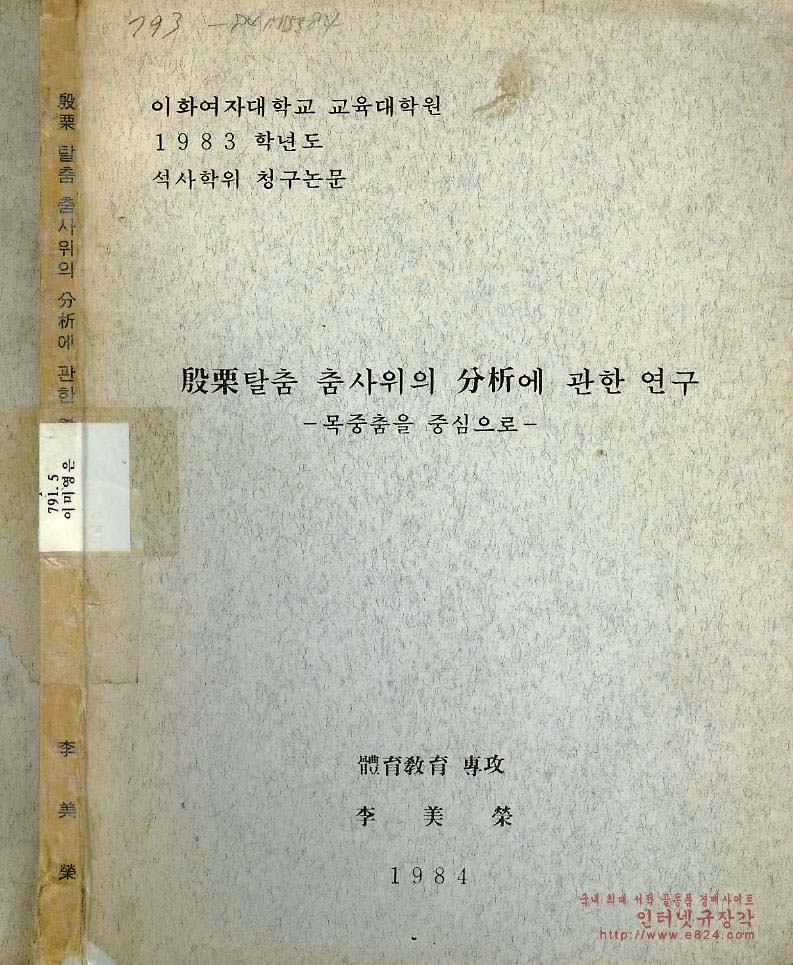 이화여자대학교 교육대학원
1983 학년도
석사학위 청구논문
殷栗탈춤 춤사위의 分析에 관한 연구
-목중춤을 중심으로-
體育敎育 專攻
李 美 榮
1984
殷栗 탈춤 춤사위의 分析에 관한
791.5
이미영은
李 美 榮
국내 최대 서적 골동품 경매사이트
인터넷규장각
http://www.e824.com